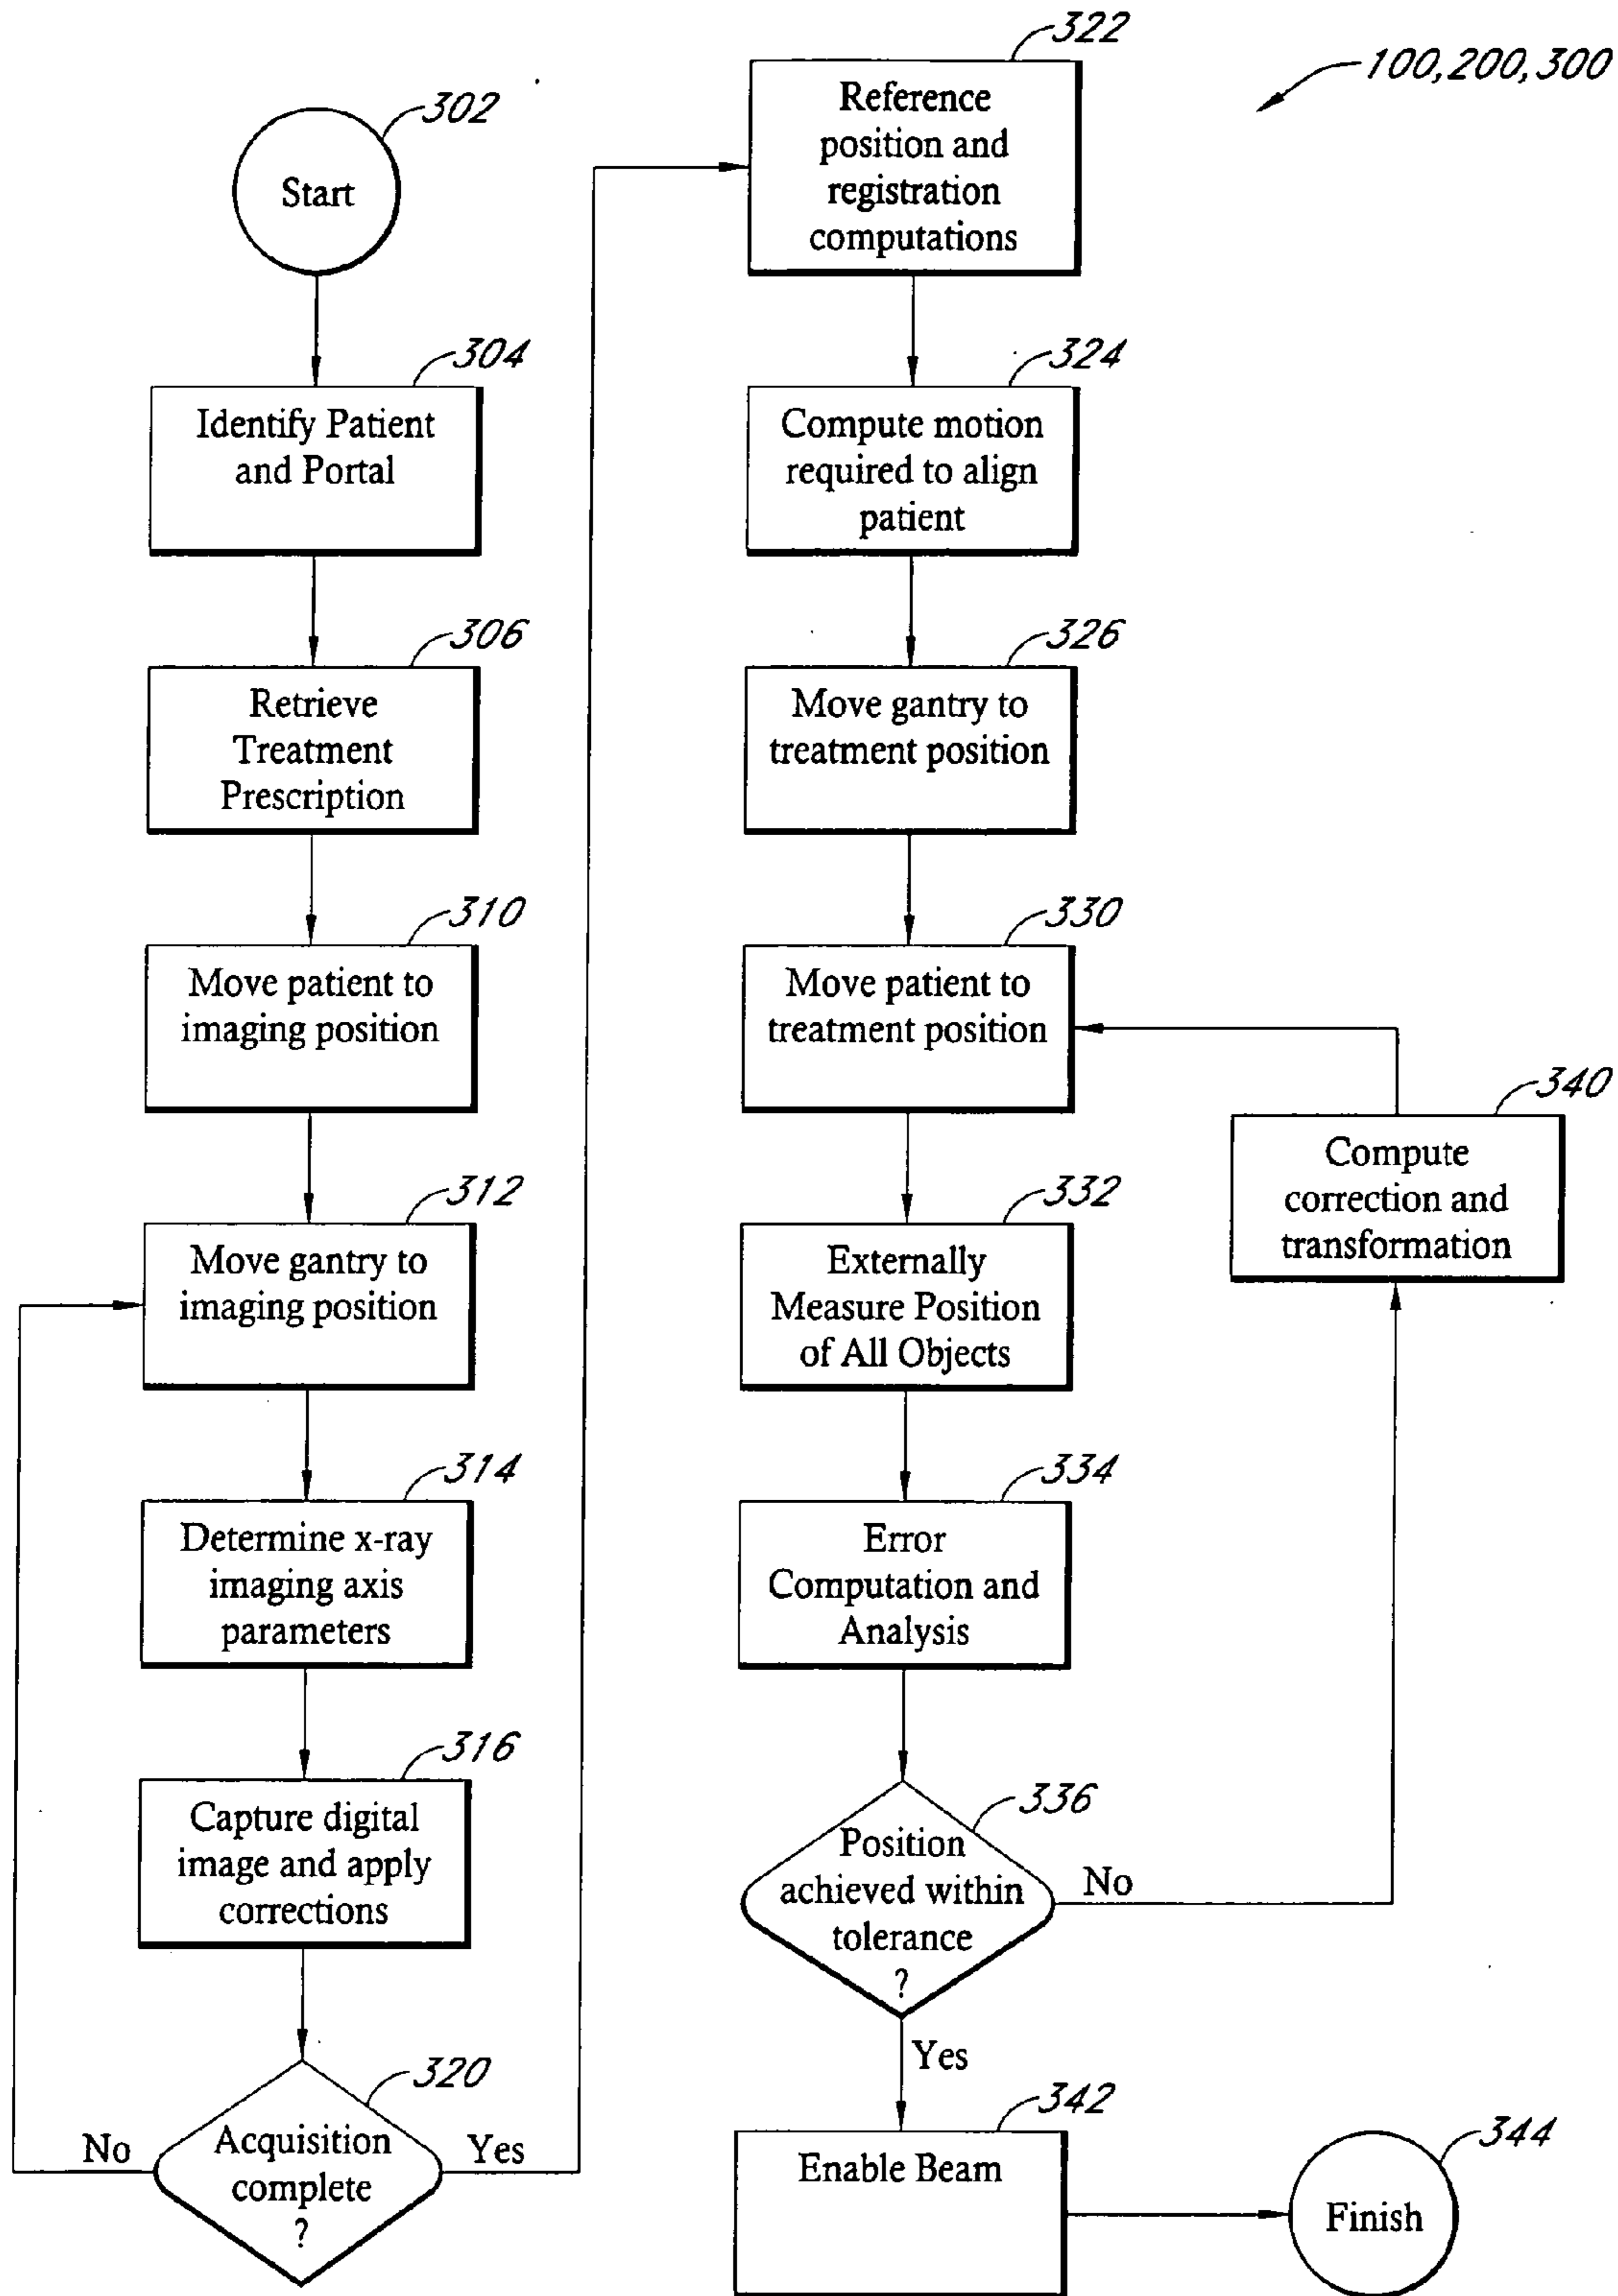 302
Start
304
Identify Patient
and Portal
306
Retrieve
Treatment
Prescription
310
Move patient to
imaging position
312
Move gantry to
imaging position
314
Determine x-ray
imaging axis
parameters
316
Capture digital
image and apply
corrections
320
Acquisition
complete
?
No
Yes
322
Reference
position and
registration
computations
100, 200, 300
324
Compute motion
required to align
patient
326
Move gantry to
treatment position
330
Move patient to
treatment position
332
Externally
Measure Position
of All Objects
334
Error
Computation and
Analysis
336
Position
achieved within
tolerance
?
No
Yes
340
Compute
correction and
transformation
342
Enable Beam
344
Finish